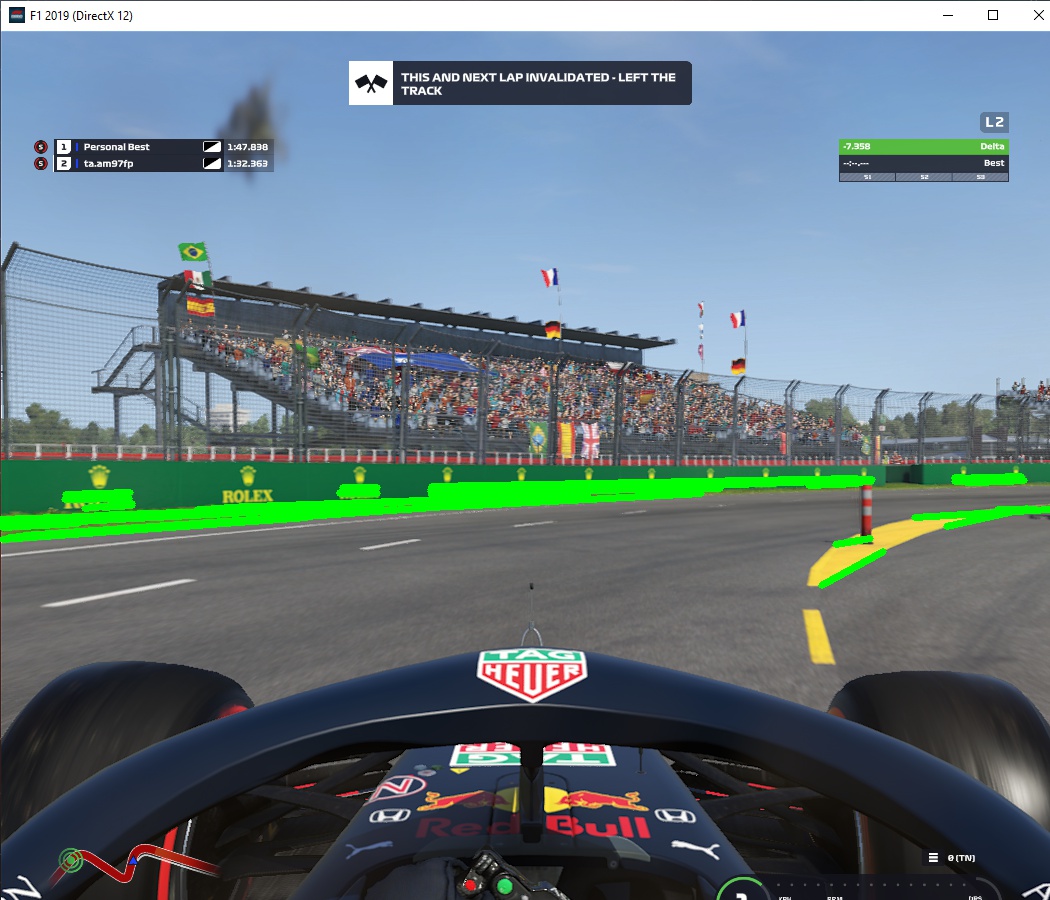 F1 2019 (DirectX 12)
THIS AND NEXT LAP INVALIDATED - LEFT THE
TRACK
L2
S 1 Personal Best 1:47.838
S 2 ta.am97fp 1:32.363
-7.358 Delta
--:--.--- Best
S1 S2 S3
ROLEX
TAG
HEUER
TAG
HEUER
Red Bull
0 (TN)